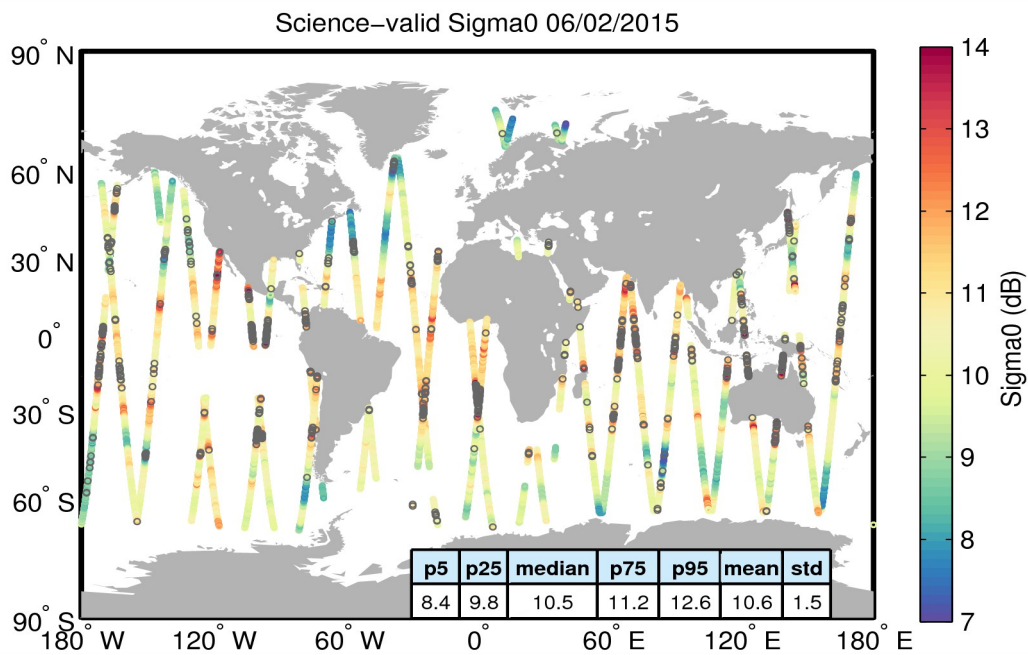 Science−valid Sigma0 06/02/2015
90° N
60° N
30° N
0°
30° S
60° S
90° S
180° W
120° W
60° W
0°
60° E
120° E
180° E
p5 p25 median p75 p95 mean std
8.4 9.8 10.5 11.2 12.6 10.6 1.5
14
13
12
11
10
9
8
7
Sigma0 (dB)